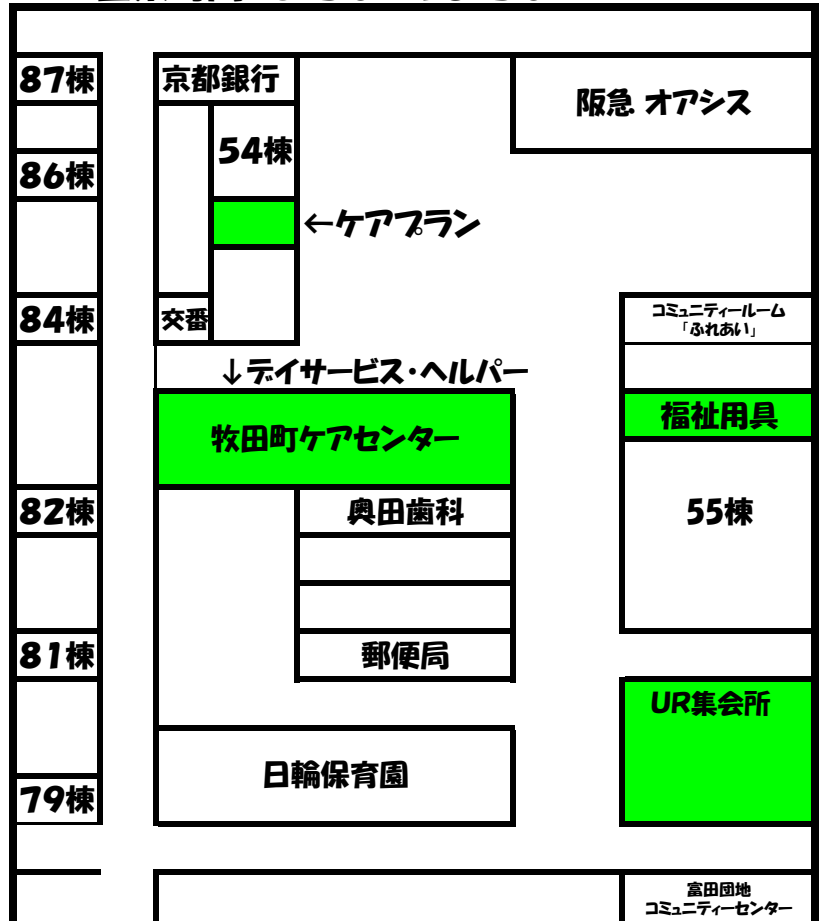 87棟
京都銀行
阪急 オアシス
54棟
86棟
←ケアプラン
84棟
交番
コミュニティールーム
「ふれあい」
↓デイサービス・ヘルパー
牧田町ケアセンター
福祉用具
82棟
奥田歯科
55棟
81棟
郵便局
UR集会所
日輪保育園
79棟
富田団地
コミュニティーセンター